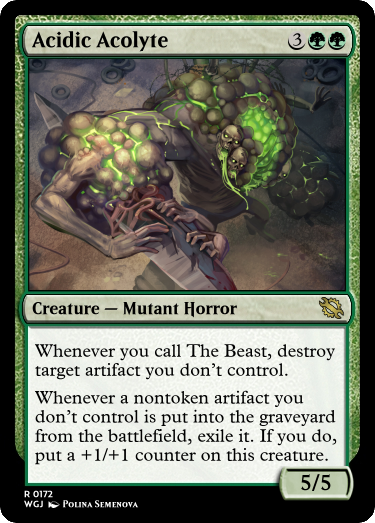 Acidic Acolyte 3
Creature — Mutant Horror
Whenever you call The Beast, destroy
target artifact you don't control.
Whenever a nontoken artifact you
don't control is put into the graveyard
from the battlefield, exile it. If you do,
put a +1/+1 counter on this creature.
5/5
R 0172
WGJ Polina Semenova